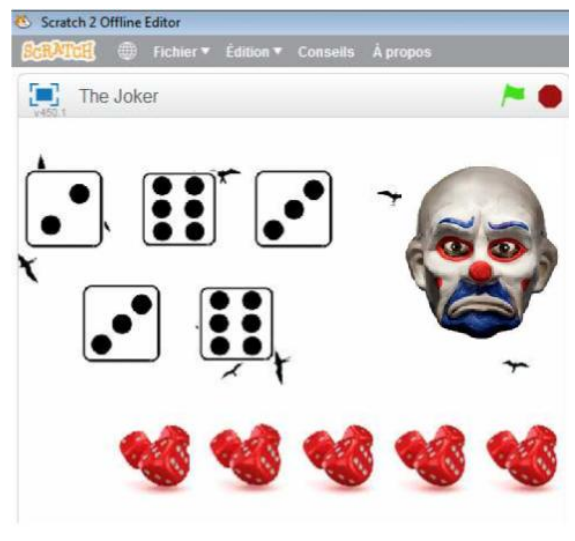 Scratch 2 Offline Editor
SCRATCH Fichier Édition Conseils À propos
The Joker
v450.1